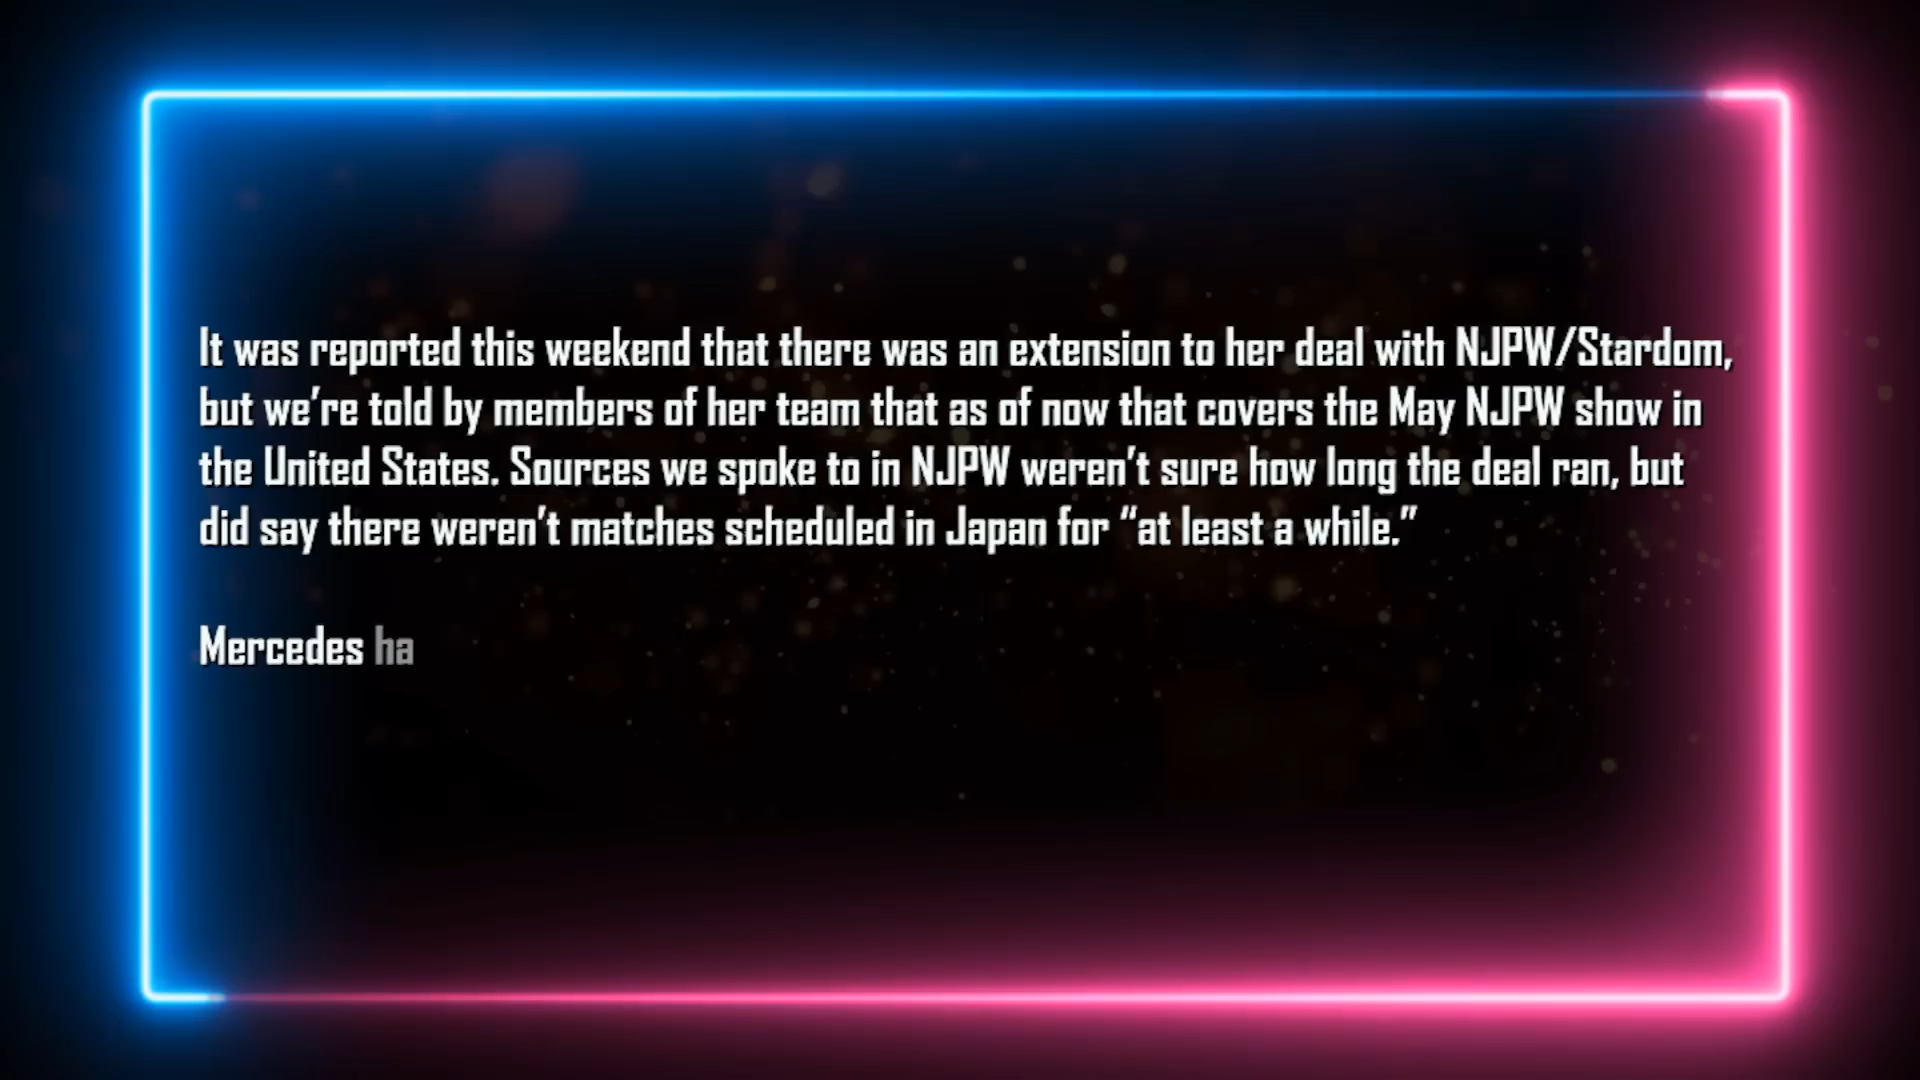 It was reported this weekend that there was an extension to her deal with NJPW/Stardom,
but we’re told by members of her team that as of now that covers the May NJPW show in
the United States. Sources we spoke to in NJPW weren’t sure how long the deal ran, but
did say there weren’t matches scheduled in Japan for “at least a while.”
Mercedes ha